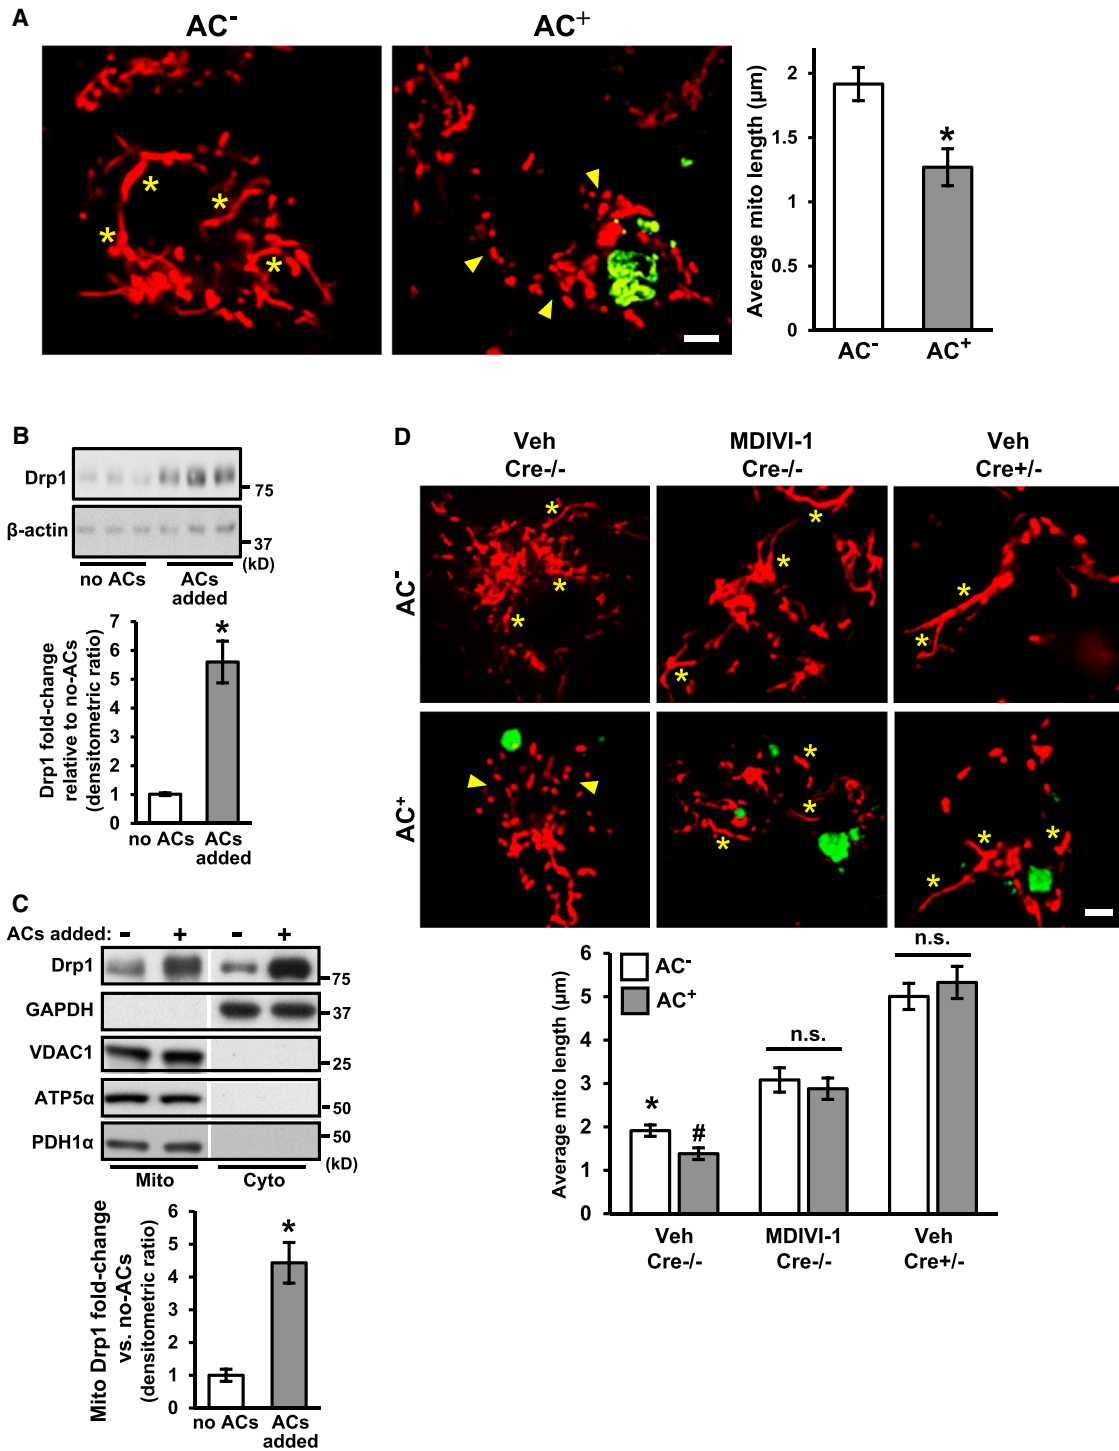 A
AC-
AC+
*
*
*
*
Average mito length (µm)
2
1.5
1
0.5
0
*
AC-
AC+
B
Drp1
75
β-actin
37
(kD)
no ACs
ACs
added
Drp1 fold-change
relative to no-ACs
(densitometric ratio)
7
6
5
4
3
2
1
0
*
no ACs
ACs
added
C
ACs added: - + - +
Drp1
75
GAPDH
37
VDAC1
25
ATP5α
50
PDH1α
50
(kD)
Mito
Cyto
Mito Drp1 fold-change
vs. no-ACs
(densitometric ratio)
6
5
4
3
2
1
0
*
no ACs
ACs
added
D
Veh
Cre-/-
MDIVI-1
Cre-/-
Veh
Cre+/-
AC-
*
*
*
*
*
*
*
*
AC+
*
*
*
*
*
*
Average mito length (µm)
6
5
4
3
2
1
0
AC-
AC+
*
#
n.s.
n.s.
Veh
Cre-/-
MDIVI-1
Cre-/-
Veh
Cre+/-